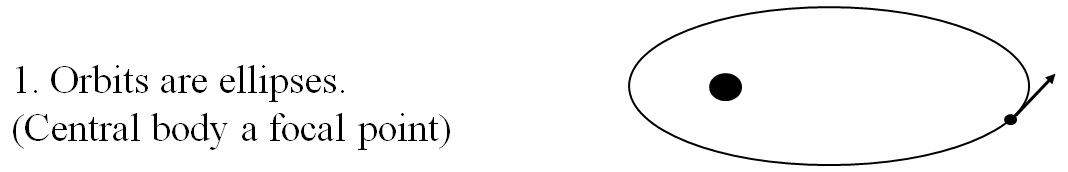 1. Orbits are ellipses.
(Central body a focal point)